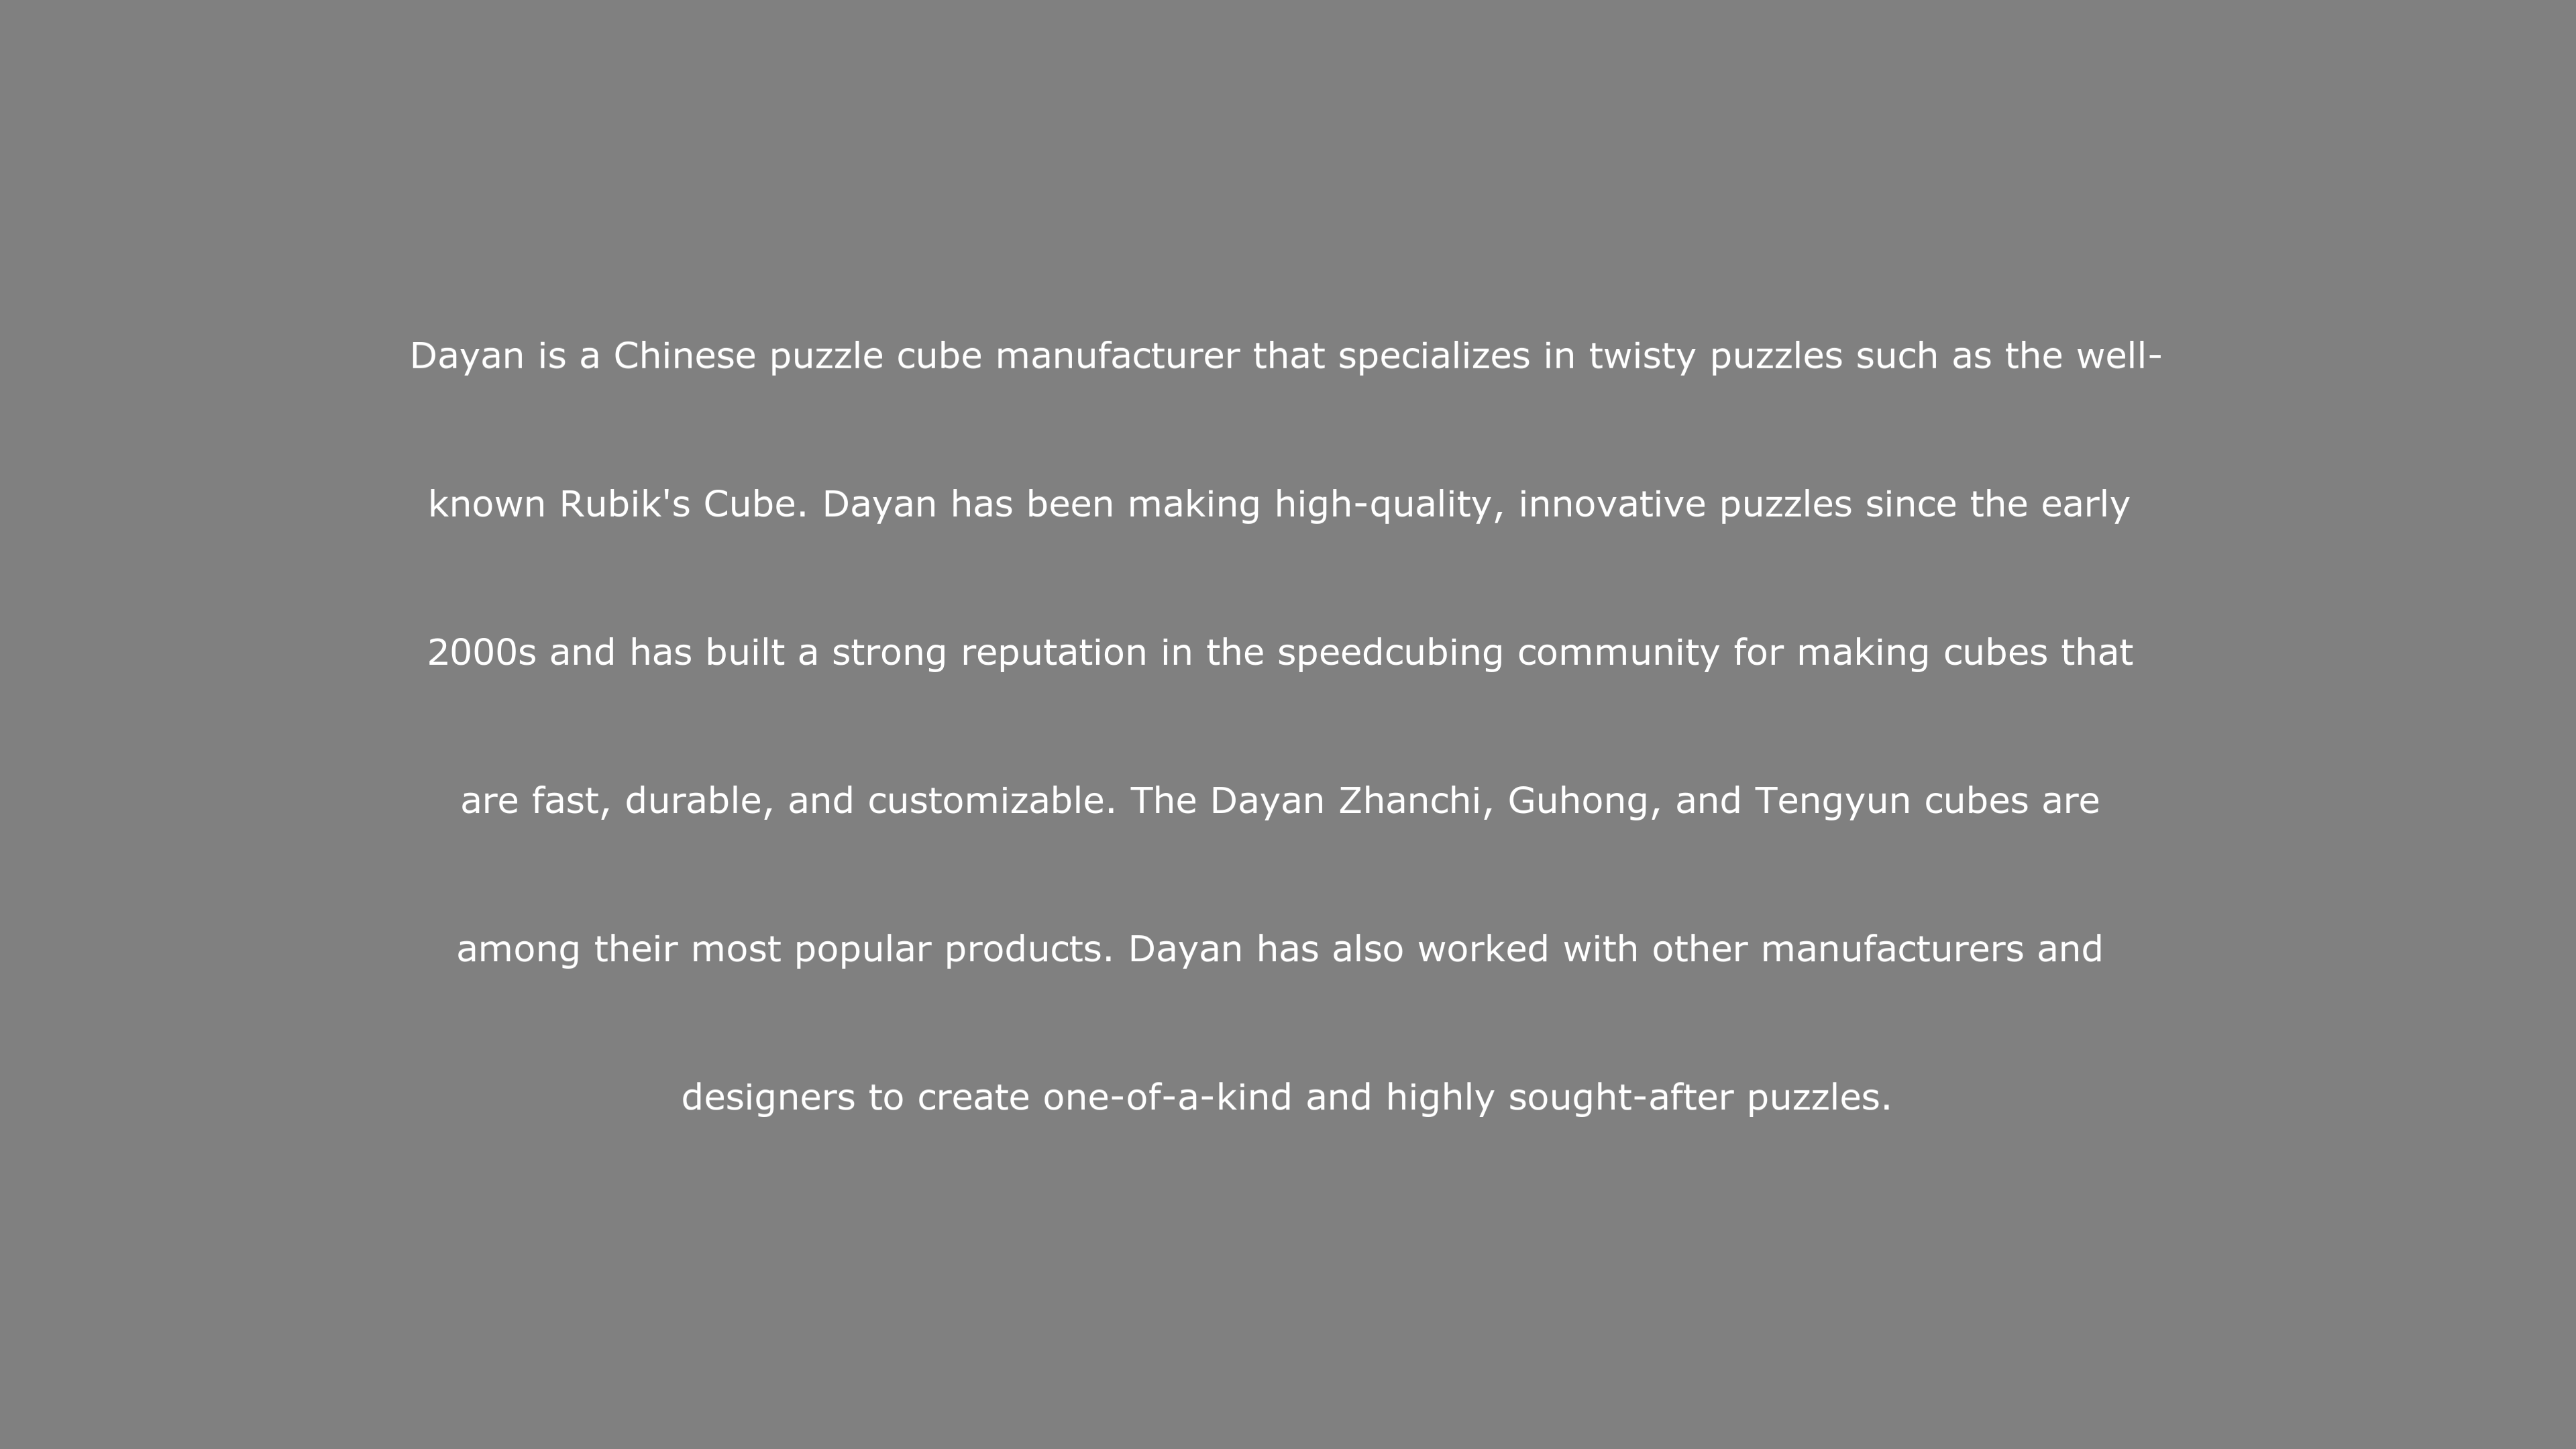 Dayan is a Chinese puzzle cube manufacturer that specializes in twisty puzzles such as the well-
known Rubik's Cube. Dayan has been making high-quality, innovative puzzles since the early
2000s and has built a strong reputation in the speedcubing community for making cubes that
are fast, durable, and customizable. The Dayan Zhanchi, Guhong, and Tengyun cubes are
among their most popular products. Dayan has also worked with other manufacturers and
designers to create one-of-a-kind and highly sought-after puzzles.